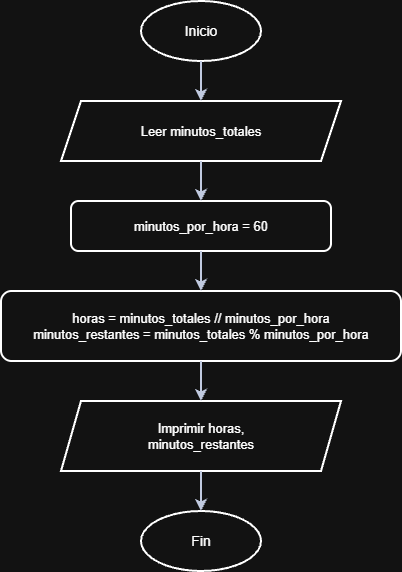 Inicio
Leer minutos_totales
minutos_por_hora = 60
horas = minutos_totales // minutos_por_hora
minutos_restantes = minutos_totales % minutos_por_hora
Imprimir horas,
minutos_restantes
Fin